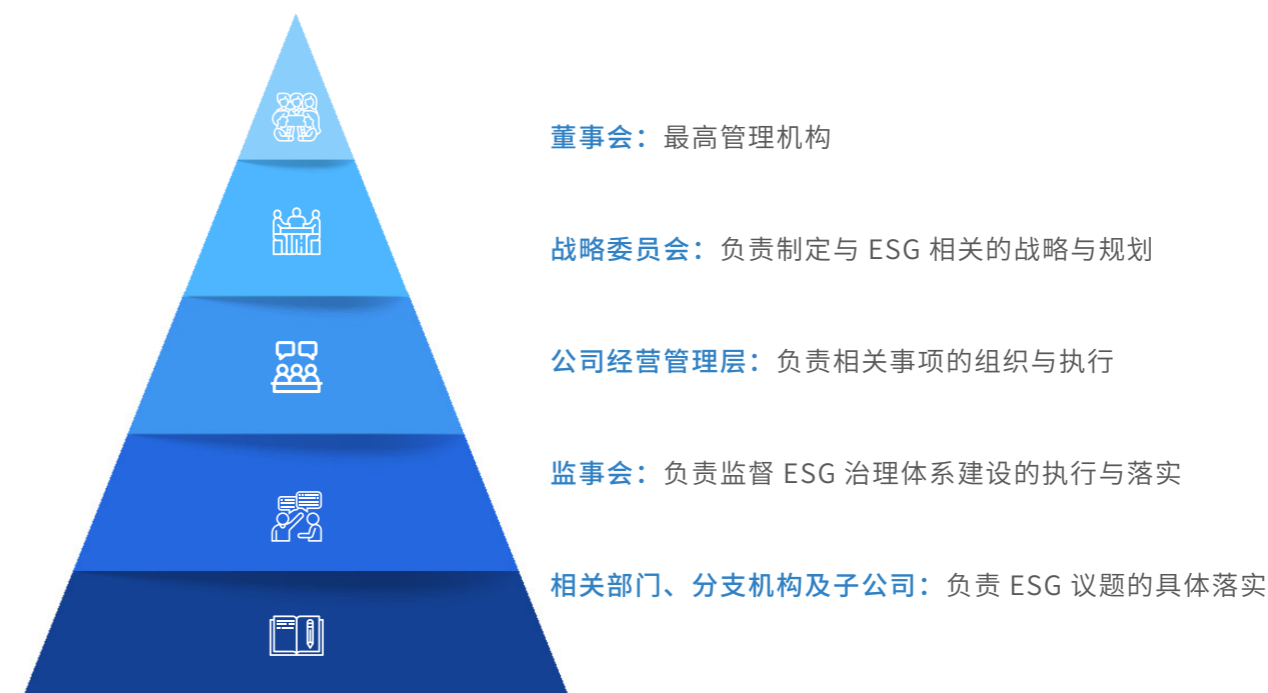 董事会：最高管理机构
战略委员会：负责制定与 ESG 相关的战略与规划
公司经营管理层：负责相关事项的组织与执行
监事会：负责监督 ESG 治理体系建设的执行与落实
相关部门、分支机构及子公司：负责 ESG 议题的具体落实